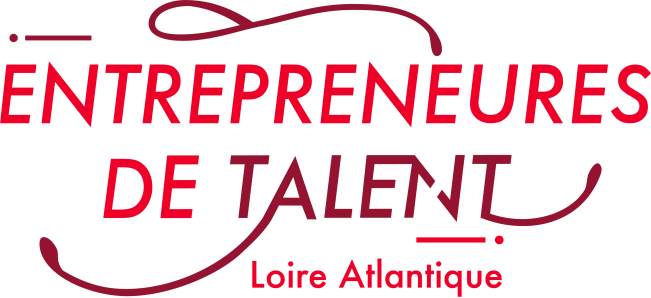 ENTREPRENEURES
DE TALENT
Loire Atlantique